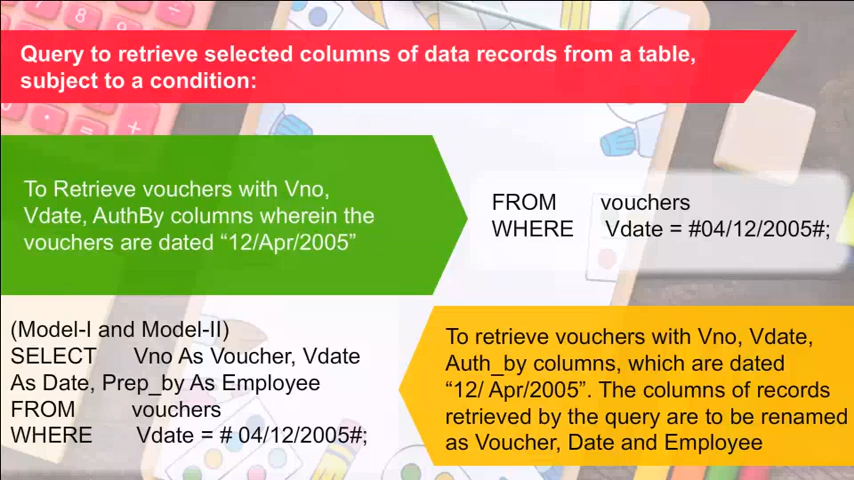 Query to retrieve selected columns of data records from a table,
subject to a condition:
To Retrieve vouchers with Vno,
Vdate, AuthBy columns wherein the
vouchers are dated “12/Apr/2005”
FROM vouchers
WHERE Vdate = #04/12/2005#;
(Model-I and Model-II)
SELECT Vno As Voucher, Vdate
As Date, Prep_by As Employee
FROM vouchers
WHERE Vdate = # 04/12/2005#;
To retrieve vouchers with Vno, Vdate,
Auth_by columns, which are dated
“12/ Apr/2005”. The columns of records
retrieved by the query are to be renamed
as Voucher, Date and Employee